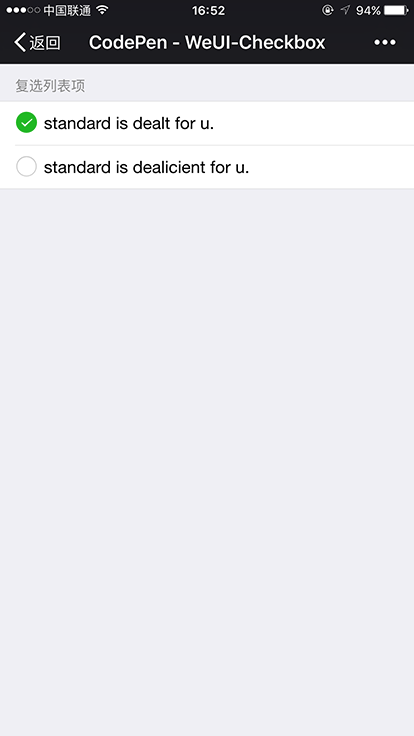 中国联通 16:52 94%
返回 CodePen - WeUI-Checkbox
复选列表项
standard is dealt for u.
standard is dealicient for u.